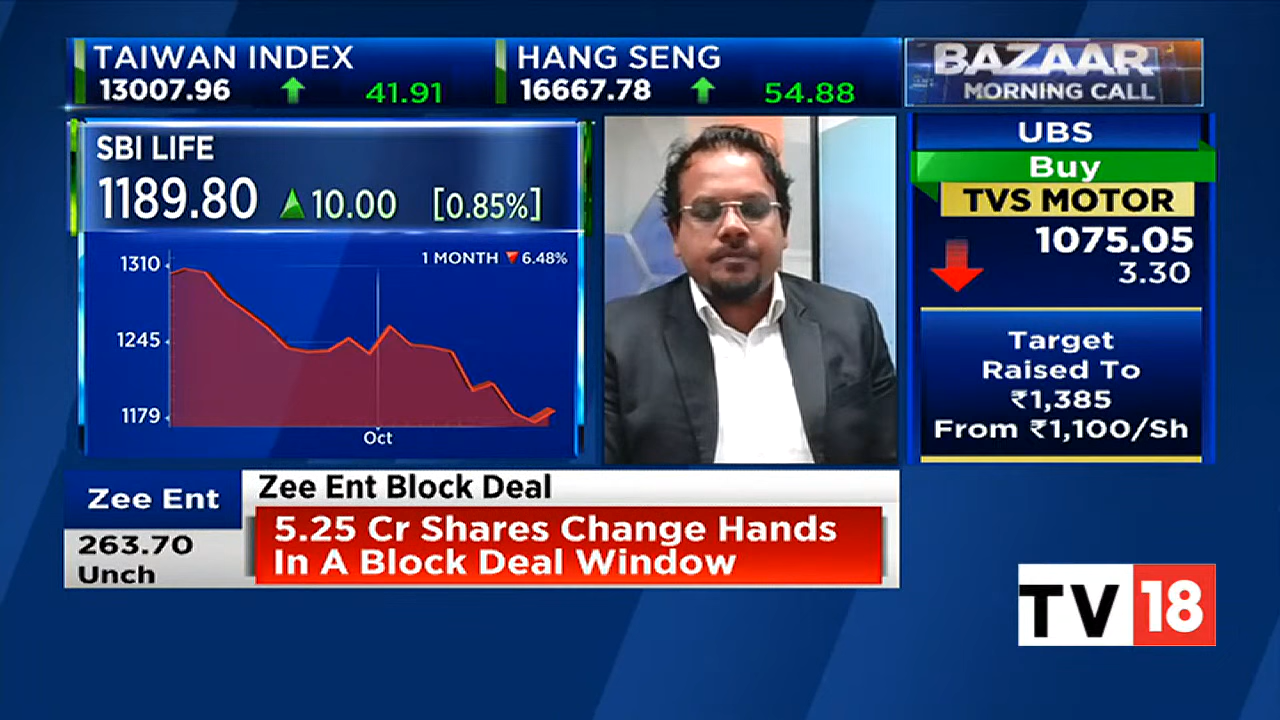 TAIWAN INDEX
13007.96 41.91
HANG SENG
16667.78 54.88
BAZAAR
MORNING CALL
SBI LIFE
1189.80 10.00 [0.85%]
1 MONTH 6.48%
1310
1245
1179
Oct
UBS
Buy
TVS MOTOR
1075.05
3.30
Target
Raised To
₹1,385
From ₹1,100/Sh
Zee Ent
263.70
Unch
Zee Ent Block Deal
5.25 Cr Shares Change Hands
In A Block Deal Window
TV18